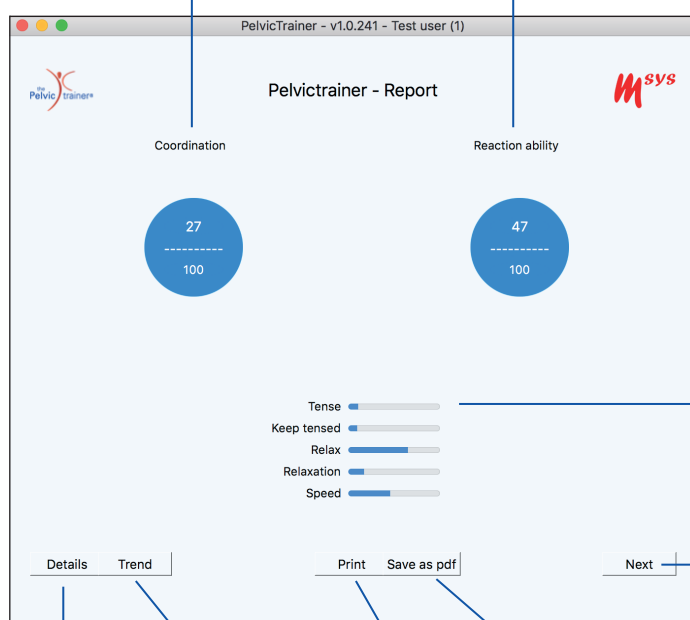 PelvicTrainer - v1.0.241 - Test user (1)
the
Pelvic trainer®
Pelvictrainer - Report
Msys
Coordination
Reaction ability
27
----------
100
47
----------
100
Tense
Keep tensed
Relax
Relaxation
Speed
Details
Trend
Print
Save as pdf
Next